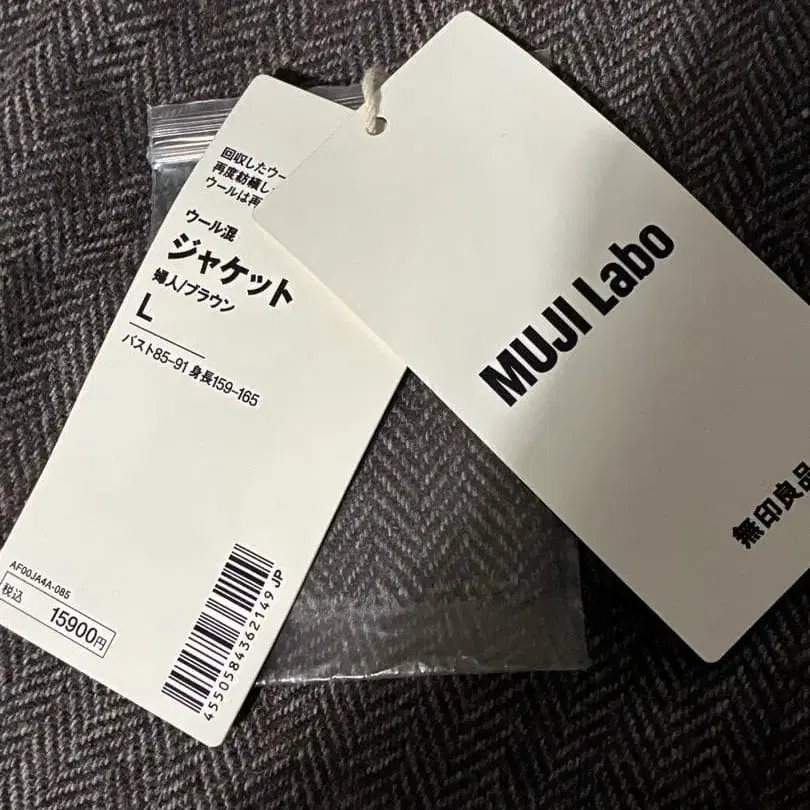 回収したウー
再度紡績し
ウールは再
ウール混
ジャケット
婦人/ブラウン
L
バスト85-91 身長159-165
AF00JA4A-085
税込 15900円
4550584362149 JP
MUJI Labo
無印良品